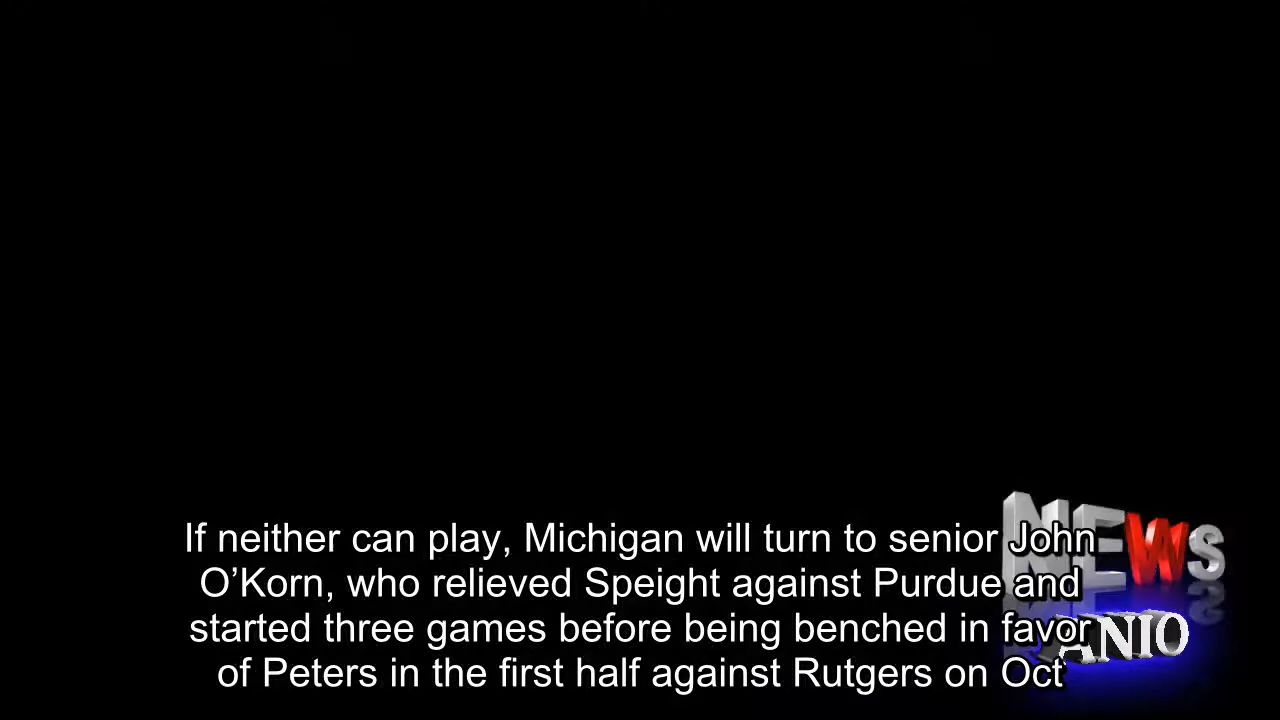 If neither can play, Michigan will turn to senior John
O’Korn, who relieved Speight against Purdue and
started three games before being benched in favor
of Peters in the first half against Rutgers on Oct
NEWS